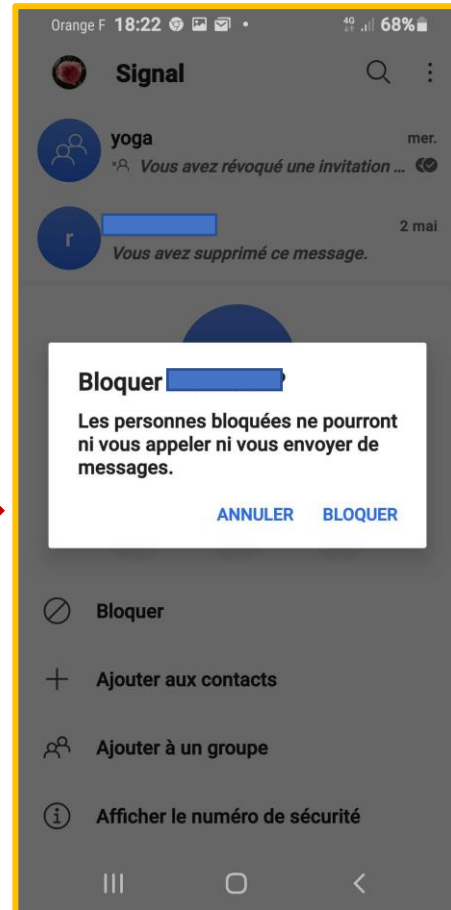 Orange F 18:22
4G 68%
Signal
yoga mer.
Vous avez révoqué une invitation ...
r 2 mai
Vous avez supprimé ce message.
Bloquer ?
Les personnes bloquées ne pourront
ni vous appeler ni vous envoyer de
messages.
ANNULER BLOQUER
Bloquer
Ajouter aux contacts
Ajouter à un groupe
Afficher le numéro de sécurité